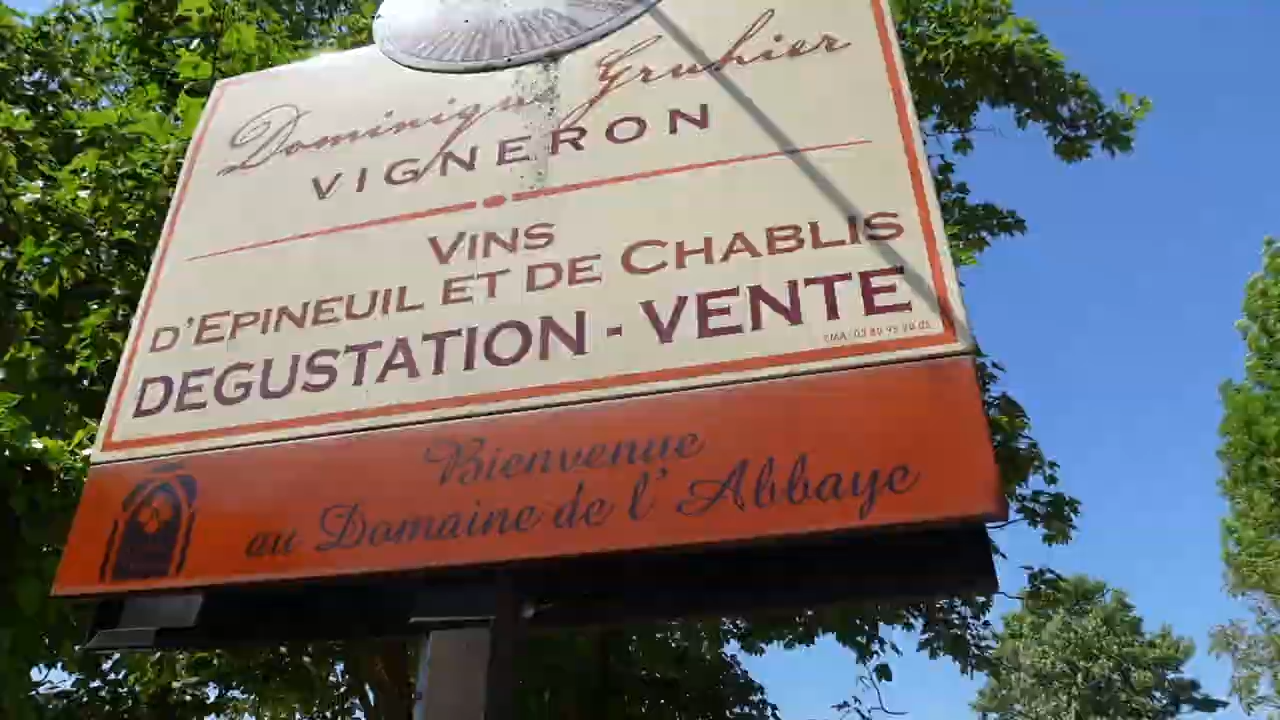 Dominique Gruhier
VIGNERON
VINS
D'EPINEUIL ET DE CHABLIS
DEGUSTATION - VENTE
Bienvenue
au Domaine de l'Abbaye